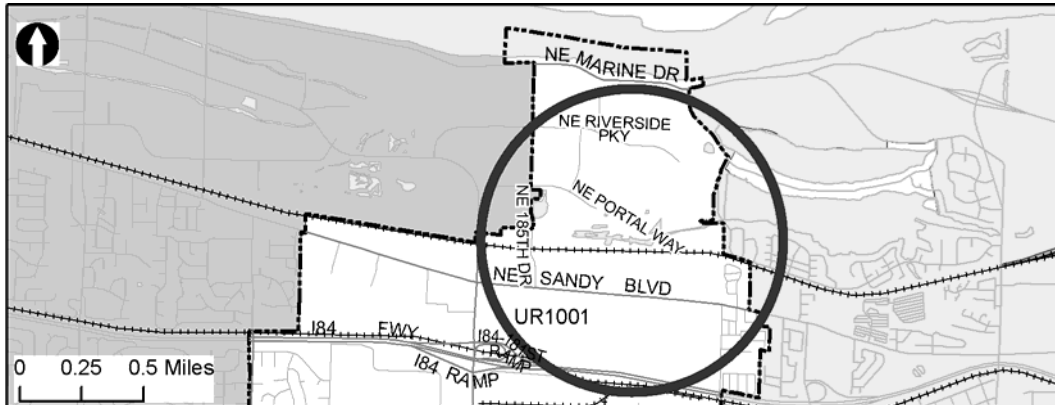 NE MARINE DR
NE RIVERSIDE
PKY
NE 185TH DR
NE PORTAL WAY
NE SANDY BLVD
UR1001
I84 FWY
I84-181ST
RAMP
I84 RAMP
0 0.25 0.5 Miles